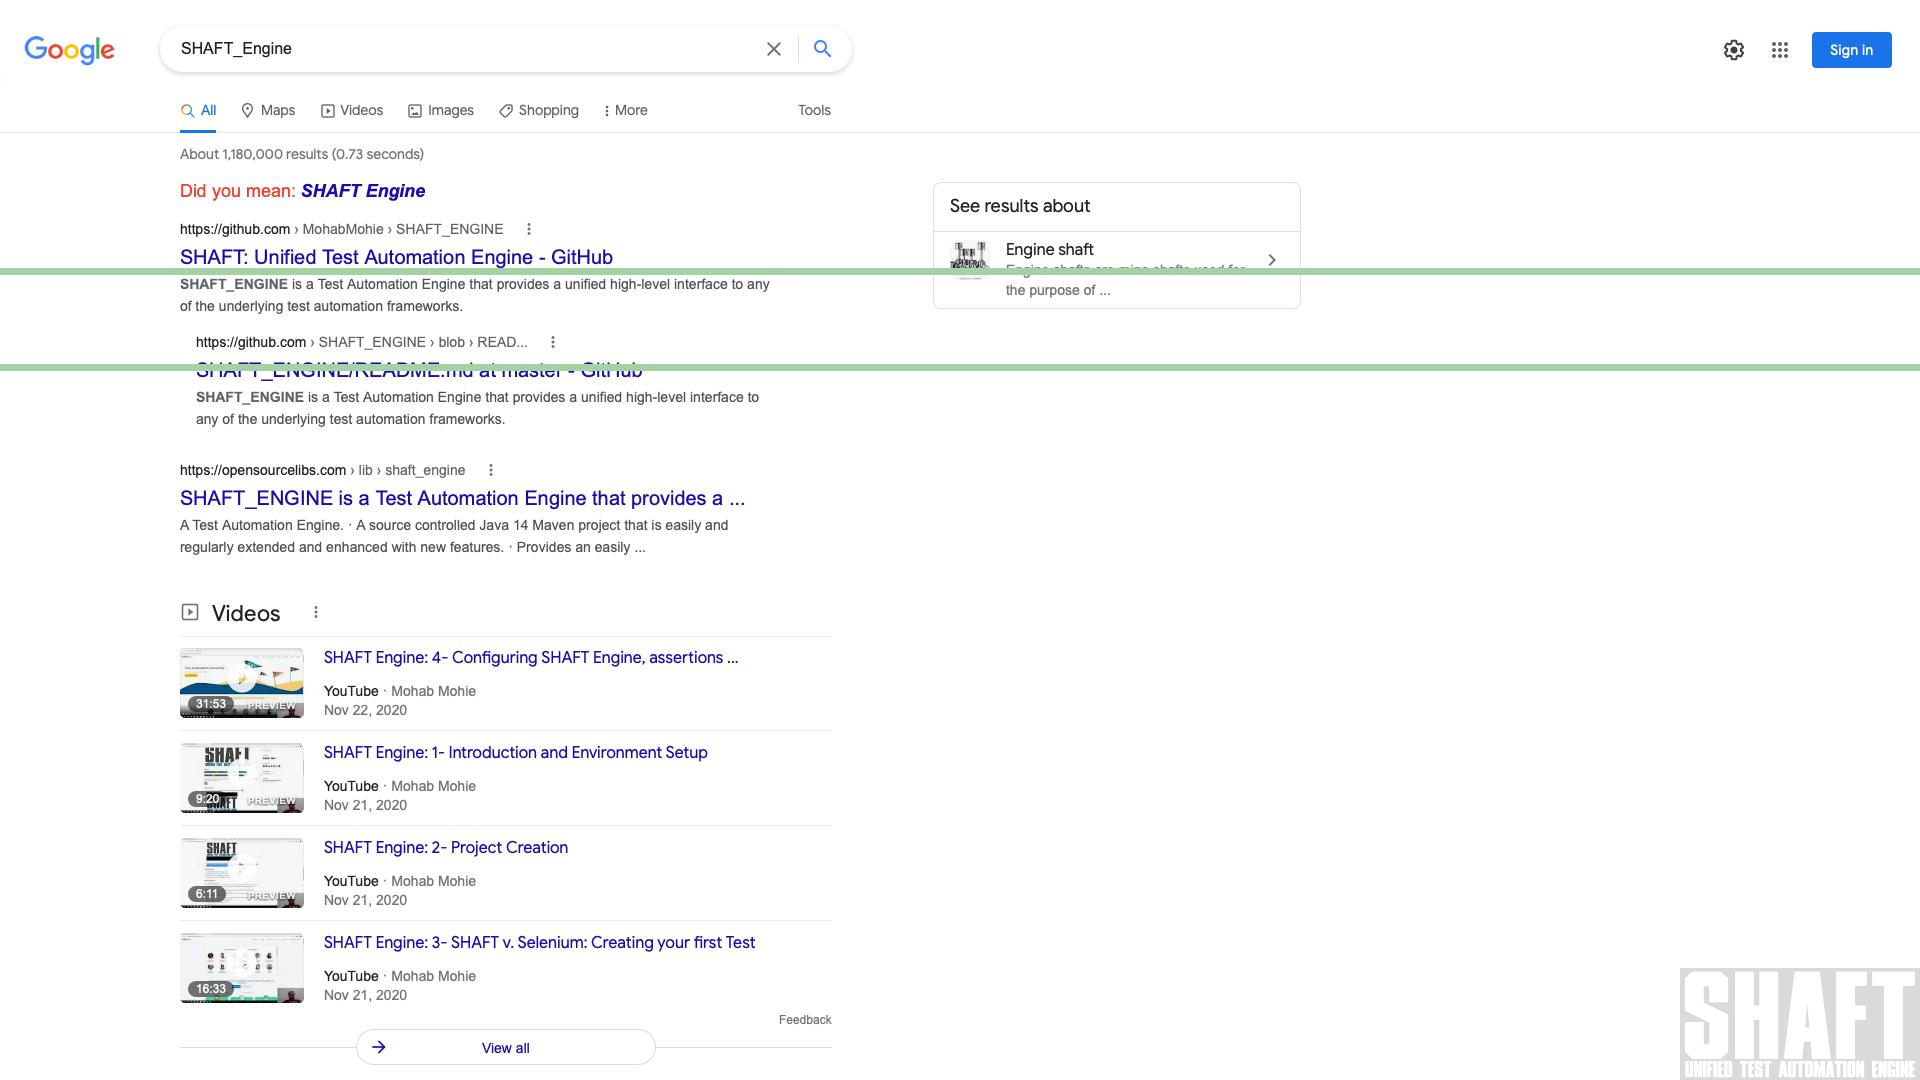 Google
SHAFT_Engine
Sign in
All Maps Videos Images Shopping More Tools
About 1,180,000 results (0.73 seconds)
Did you mean: SHAFT Engine
https://github.com › MohabMohie › SHAFT_ENGINE
SHAFT: Unified Test Automation Engine - GitHub
SHAFT_ENGINE is a Test Automation Engine that provides a unified high-level interface to any
of the underlying test automation frameworks.
https://github.com › SHAFT_ENGINE › blob › READ...
SHAFT_ENGINE/README.md at master - GitHub
SHAFT_ENGINE is a Test Automation Engine that provides a unified high-level interface to
any of the underlying test automation frameworks.
https://opensourcelibs.com › lib › shaft_engine
SHAFT_ENGINE is a Test Automation Engine that provides a ...
A Test Automation Engine. · A source controlled Java 14 Maven project that is easily and
regularly extended and enhanced with new features. · Provides an easily ...
Videos
31:53 PREVIEW
SHAFT Engine: 4- Configuring SHAFT Engine, assertions ...
YouTube · Mohab Mohie
Nov 22, 2020
SHAFT
9:20 PREVIEW
SHAFT Engine: 1- Introduction and Environment Setup
YouTube · Mohab Mohie
Nov 21, 2020
SHAFT
6:11 PREVIEW
SHAFT Engine: 2- Project Creation
YouTube · Mohab Mohie
Nov 21, 2020
16:33
SHAFT Engine: 3- SHAFT v. Selenium: Creating your first Test
YouTube · Mohab Mohie
Nov 21, 2020
Feedback
View all
See results about
Engine shaft
Engine shafts are mine shafts used for
the purpose of ...
SHAFT
UNIFIED TEST AUTOMATION ENGINE